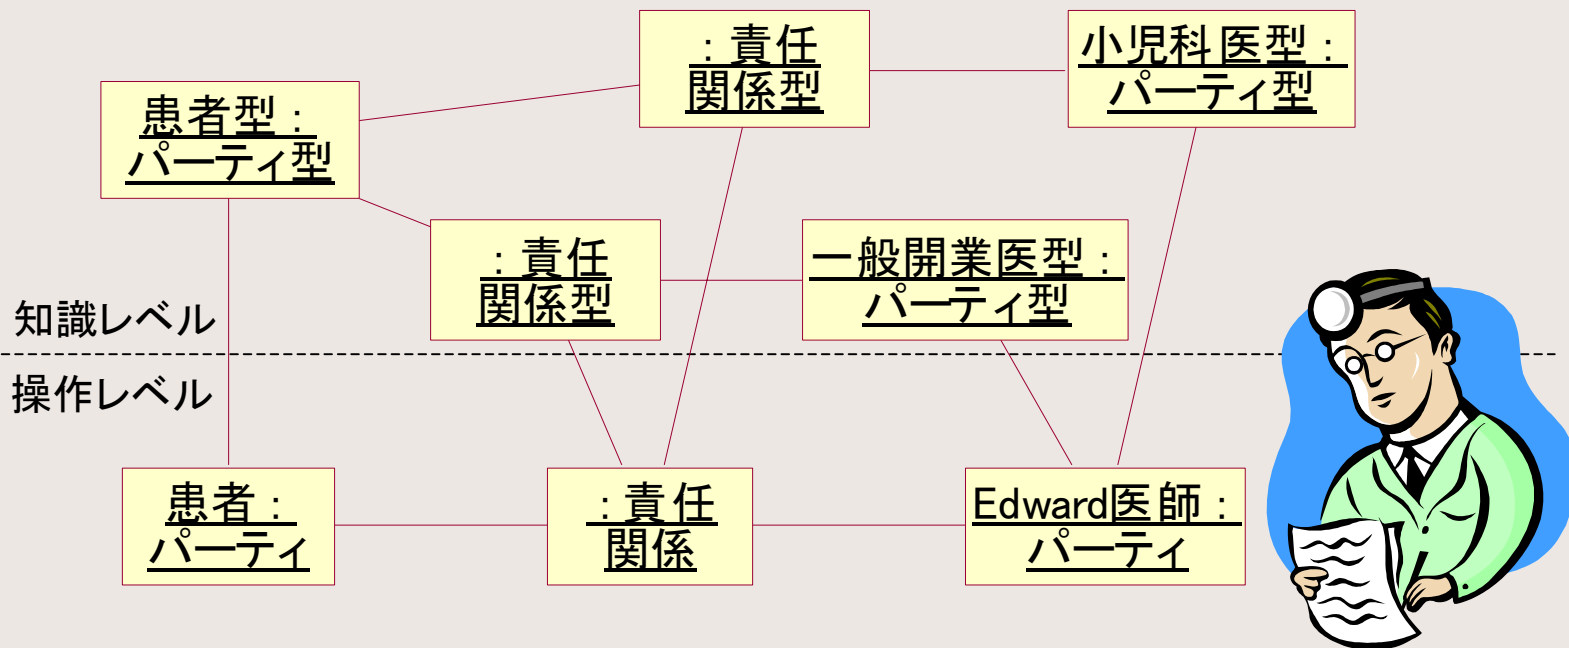 ：責任
関係型
小児科医型：
パーティ型
患者型：
パーティ型
：責任
関係型
一般開業医型：
パーティ型
知識レベル
操作レベル
患者：
パーティ
：責任
関係
Edward医師：
パーティ